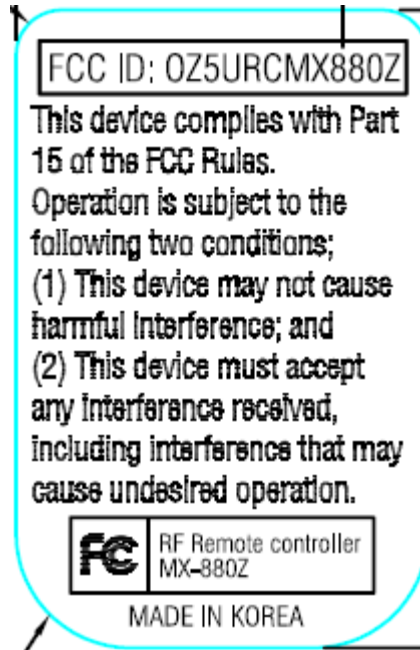 FCC ID: OZ5URCMX880Z
This device complies with Part
15 of the FCC Rules.
Operation is subject to the
following two conditions;
(1) This device may not cause
harmful interference; and
(2) This device must accept
any interference received,
including interference that may
cause undesired operation.
FC RF Remote controller
MX-880Z
MADE IN KOREA